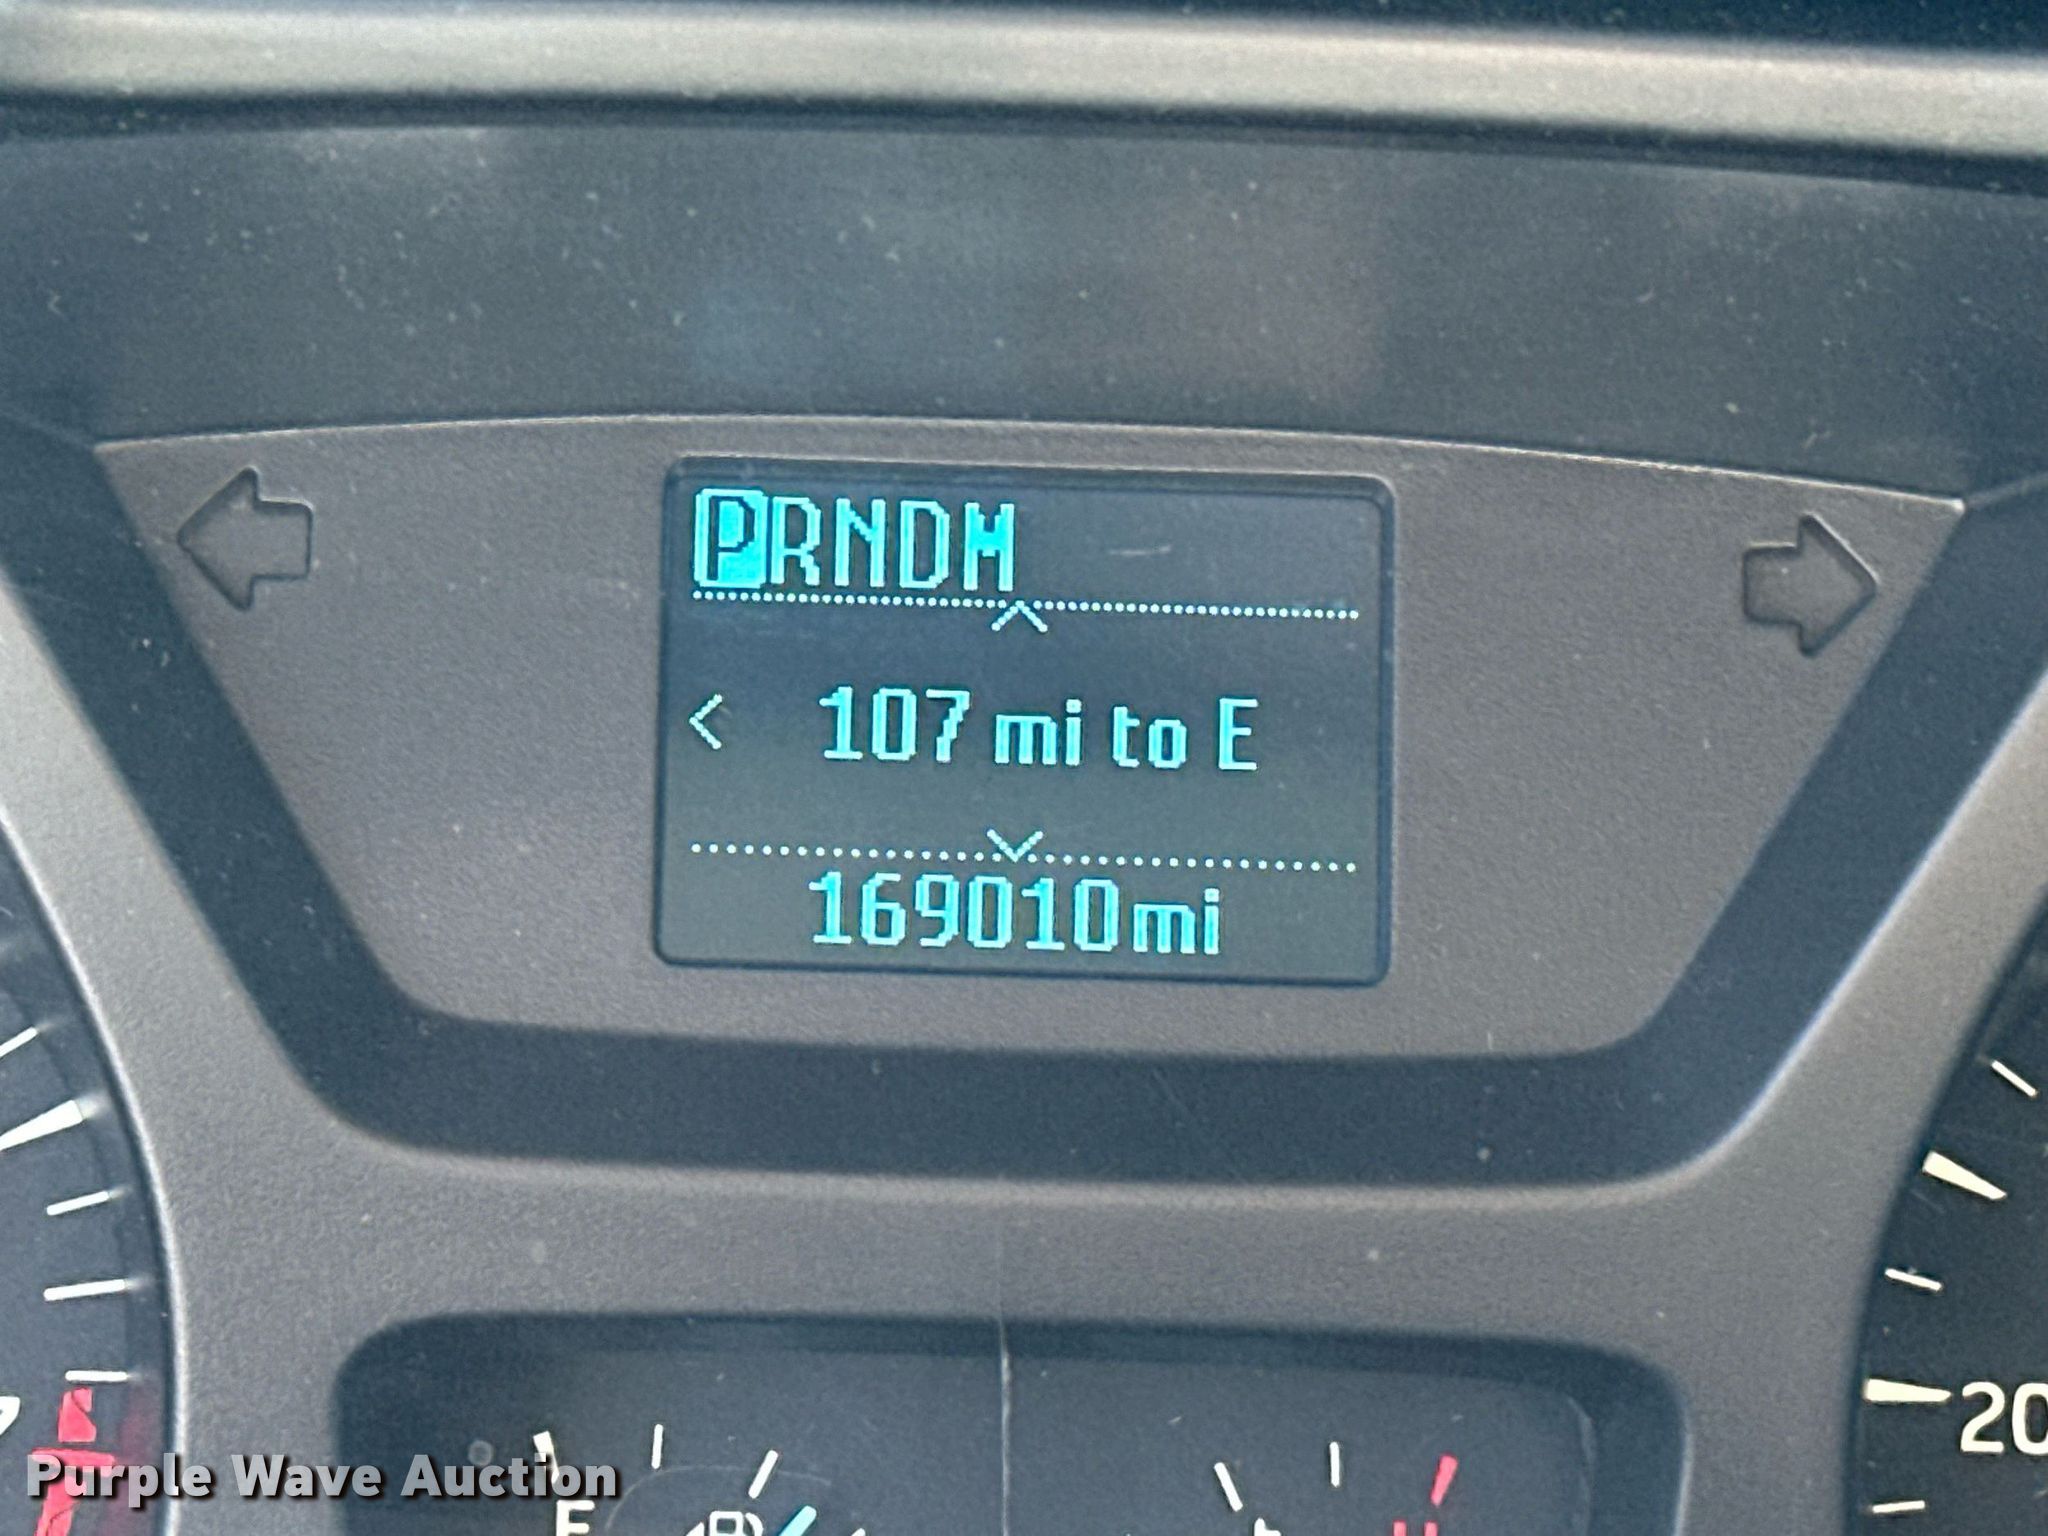 PRNDM
107 mi to E
169010mi
20
Purple Wave Auction
E